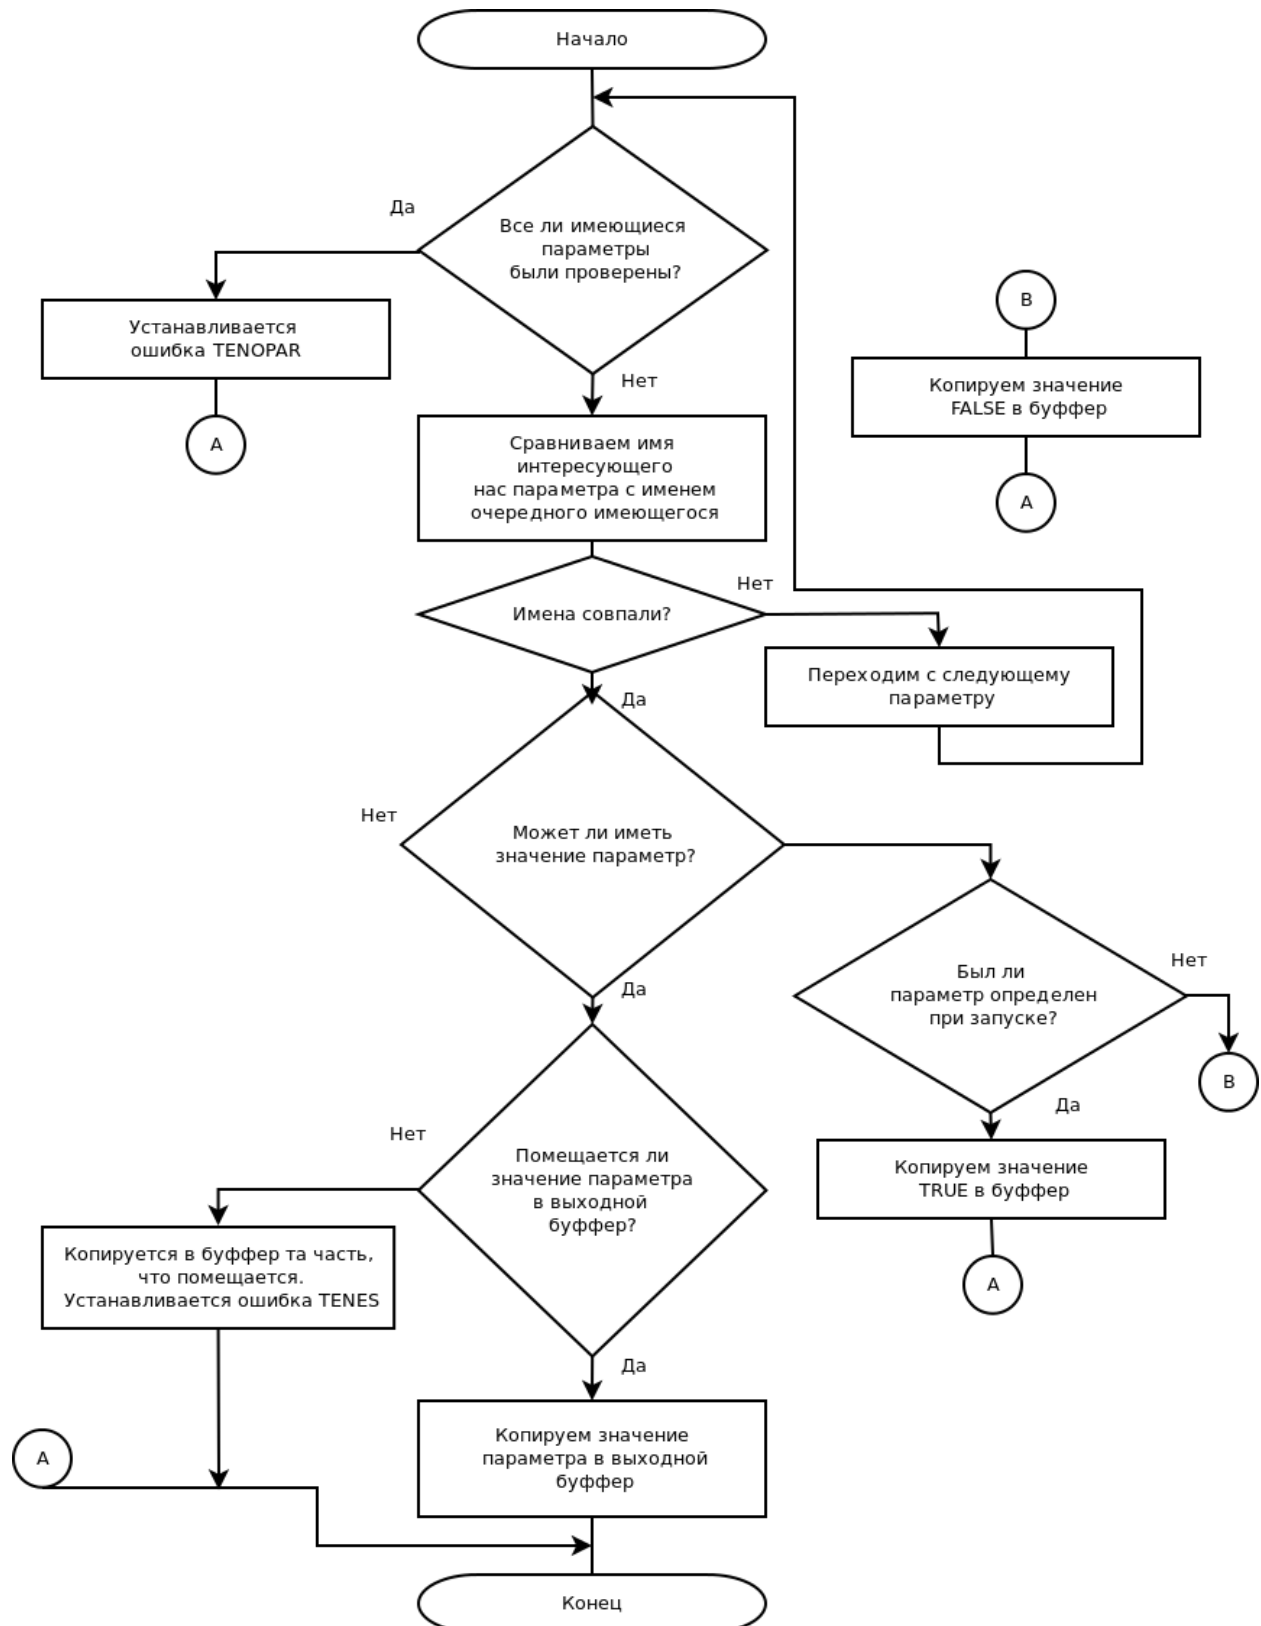 Начало
Да
Все ли имеющиеся
параметры
были проверены?
Устанавливается
ошибка TENOPAR
А
Нет
B
Копируем значение
FALSE в буффер
А
Сравниваем имя
интересующего
нас параметра с именем
очередного имеющегося
Нет
Имена совпали?
Переходим с следующему
параметру
Да
Нет
Может ли иметь
значение параметр?
Да
Был ли
параметр определен
при запуске?
Нет
B
Да
Копируем значение
TRUE в буффер
А
Нет
Помещается ли
значение параметра
в выходной
буффер?
Копируется в буффер та часть,
что помещается.
Устанавливается ошибка TENES
Да
А
Копируем значение
параметра в выходной
буффер
Конец